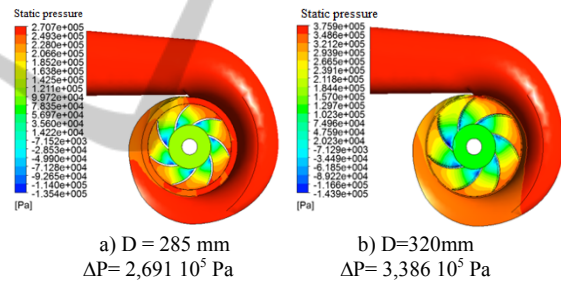 Static pressure
2.707e+005
2.493e+005
2.280e+005
2.066e+005
1.852e+005
1.638e+005
1.425e+005
1.211e+005
9.972e+004
7.835e+004
5.697e+004
3.560e+004
1.422e+004
-7.152e+003
-2.853e+004
-4.990e+004
-7.128e+004
-9.265e+004
-1.140e+005
-1.354e+005
[Pa]
Static pressure
3.759e+005
3.486e+005
3.212e+005
2.939e+005
2.665e+005
2.391e+005
2.118e+005
1.844e+005
1.570e+005
1.297e+005
1.023e+005
7.496e+004
4.759e+004
2.023e+004
-7.129e+003
-3.449e+004
-6.185e+004
-8.922e+004
-1.166e+005
-1.439e+005
[Pa]
a) D = 285 mm
ΔP= 2,691 10⁵ Pa
b) D=320mm
ΔP= 3,386 10⁵ Pa